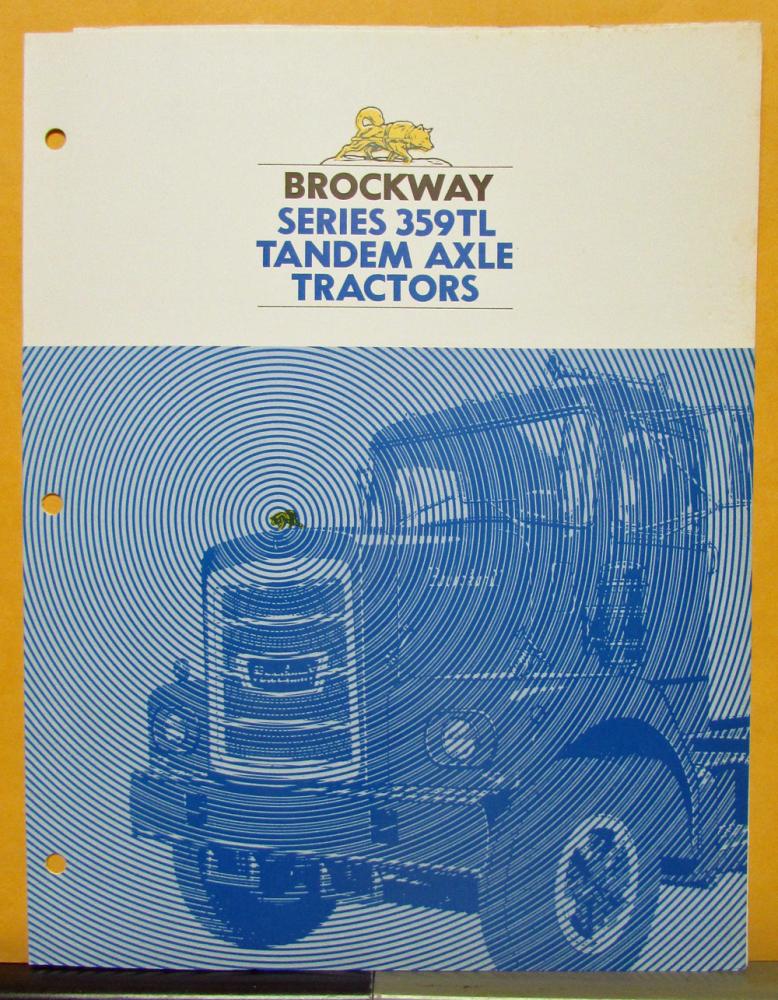 BROCKWAY
SERIES 359TL
TANDEM AXLE
TRACTORS